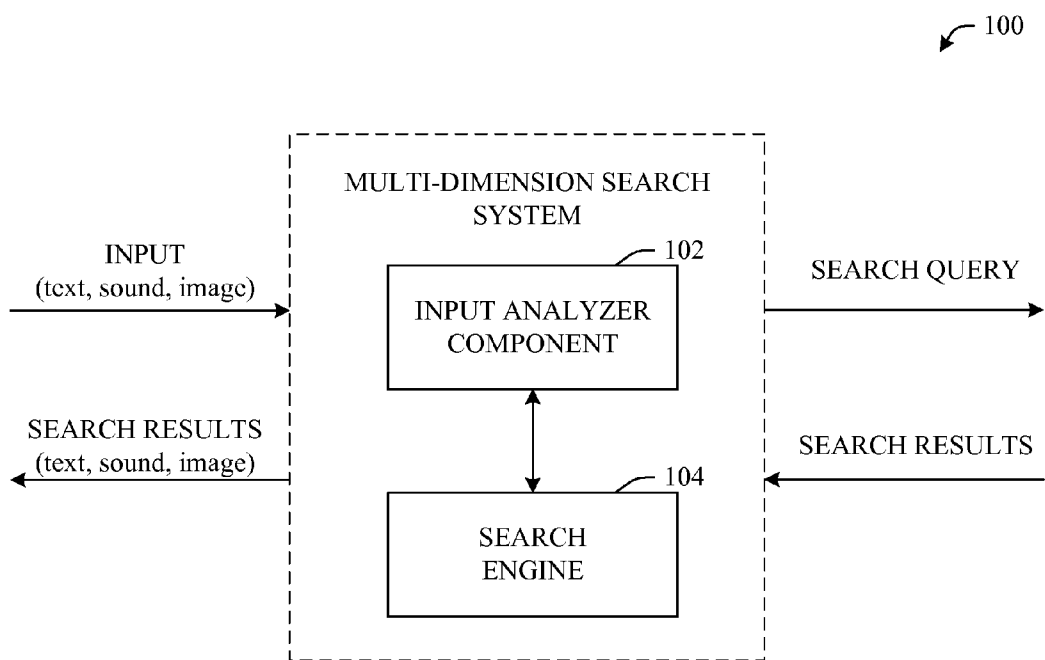 100
MULTI-DIMENSION SEARCH
SYSTEM
INPUT
(text, sound, image)
102
INPUT ANALYZER
COMPONENT
SEARCH QUERY
SEARCH RESULTS
(text, sound, image)
SEARCH RESULTS
104
SEARCH
ENGINE